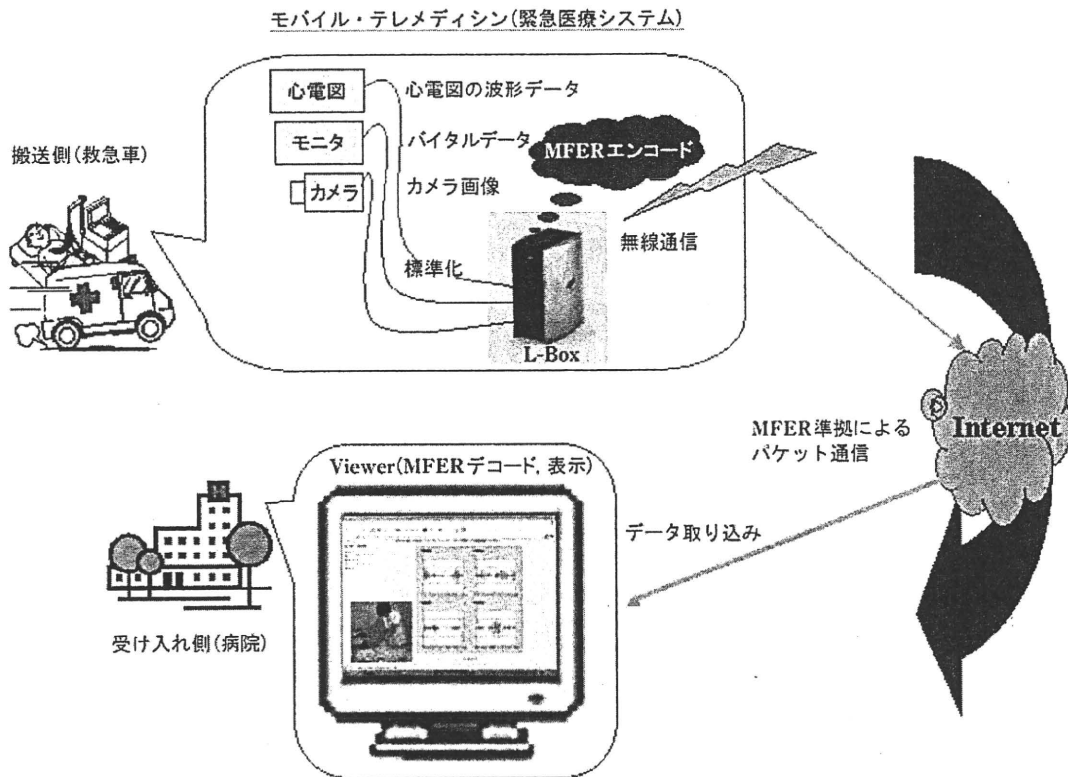 モバイル・テレメディシン(緊急医療システム)
心電図
心電図の波形データ
モニタ
バイタルデータ
カメラ
カメラ画像
MFERエンコード
搬送側(救急車)
無線通信
標準化
L-Box
Internet
MFER準拠による
パケット通信
Viewer(MFERデコード, 表示)
データ取り込み
受け入れ側(病院)
H